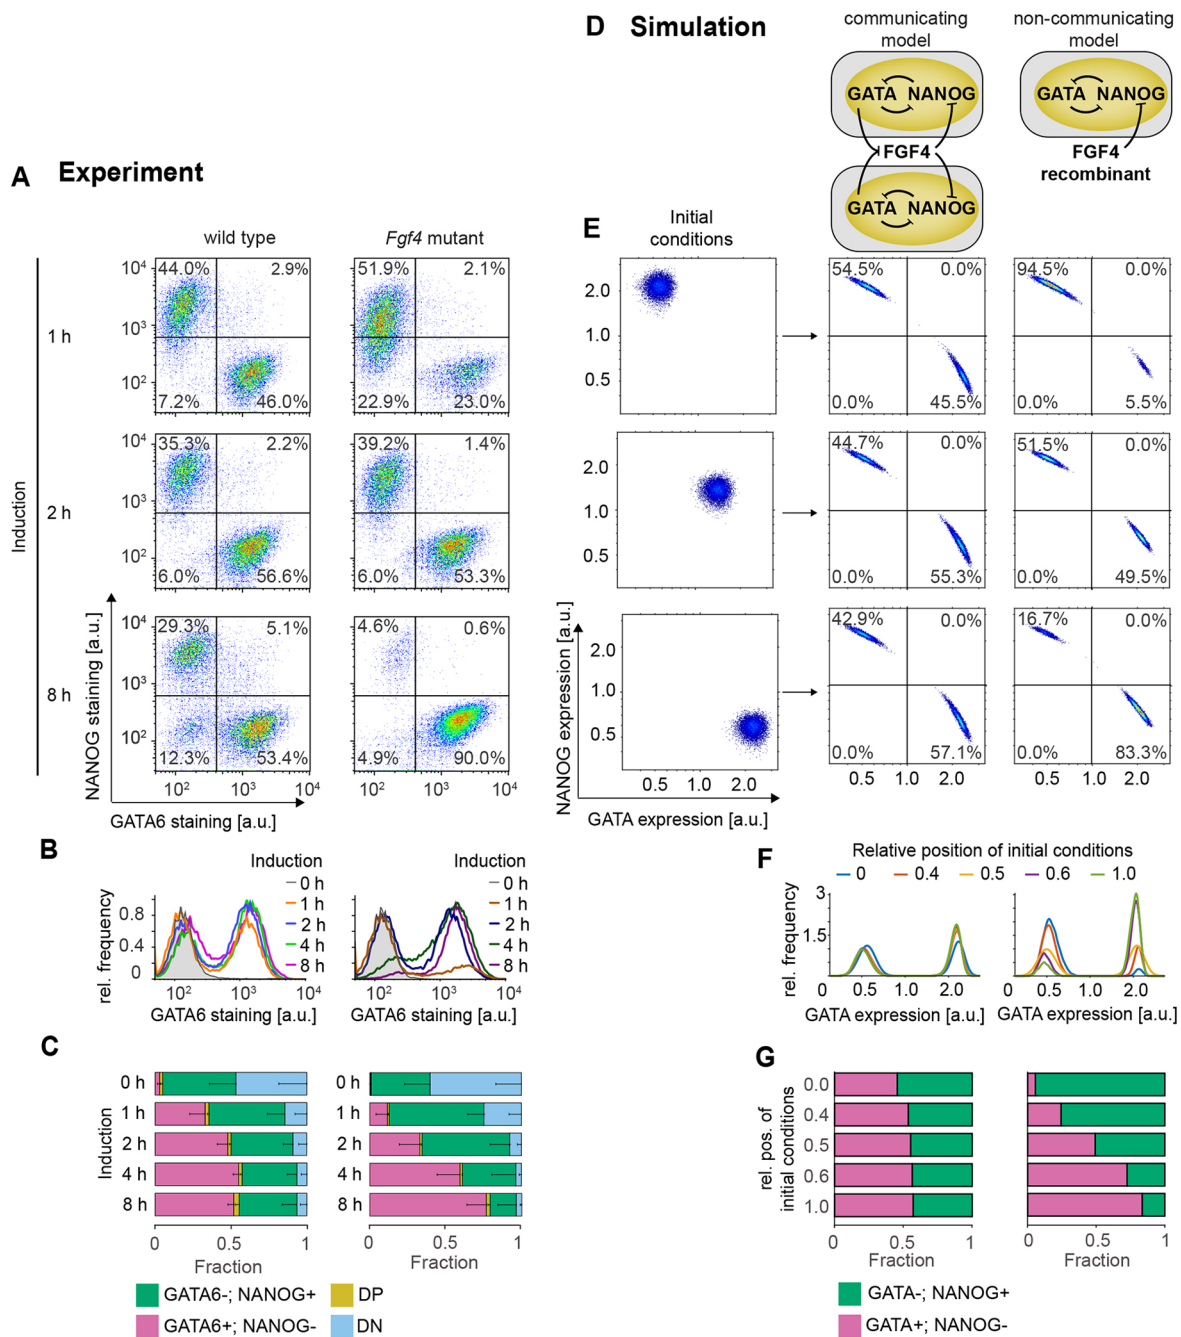 D Simulation
communicating
model
non-communicating
model
GATA NANOG
GATA NANOG
FGF4
FGF4
recombinant
GATA NANOG
A Experiment
wild type
Fgf4 mutant
Induction
1 h
10⁴
10³
10²
44.0%
2.9%
7.2%
46.0%
51.9%
2.1%
22.9%
23.0%
2 h
10⁴
10³
10²
35.3%
2.2%
6.0%
56.6%
39.2%
1.4%
6.0%
53.3%
8 h
10⁴
10³
10²
29.3%
5.1%
12.3%
53.4%
4.6%
0.6%
4.9%
90.0%
NANOG staining [a.u.]
10² 10³ 10⁴
10² 10³ 10⁴
GATA6 staining [a.u.]
E
Initial
conditions
2.0
1.0
0.5
54.5%
0.0%
0.0%
45.5%
94.5%
0.0%
0.0%
5.5%
2.0
1.0
0.5
44.7%
0.0%
0.0%
55.3%
51.5%
0.0%
0.0%
49.5%
2.0
1.0
0.5
42.9%
0.0%
0.0%
57.1%
16.7%
0.0%
0.0%
83.3%
NANOG expression [a.u.]
0.5 1.0 2.0
0.5 1.0 2.0
0.5 1.0 2.0
GATA expression [a.u.]
B
rel. frequency
0.8
0.4
0
Induction
0 h
1 h
2 h
4 h
8 h
10² 10³ 10⁴
GATA6 staining [a.u.]
Induction
0 h
1 h
2 h
4 h
8 h
10² 10³ 10⁴
GATA6 staining [a.u.]
C
Induction
0 h
1 h
2 h
4 h
8 h
0 0.5 1
Fraction
0 h
1 h
2 h
4 h
8 h
0 0.5 1
Fraction
GATA6-; NANOG+
DP
GATA6+; NANOG-
DN
F
Relative position of initial conditions
0 0.4 0.5 0.6 1.0
rel. frequency
3
1.5
0
0 0.5 1.0 2.0
GATA expression [a.u.]
0 0.5 1.0 2.0
GATA expression [a.u.]
G
rel. pos. of
initial conditions
0.0
0.4
0.5
0.6
1.0
0 0.5 1
Fraction
0 0.5 1
Fraction
GATA-; NANOG+
GATA+; NANOG-